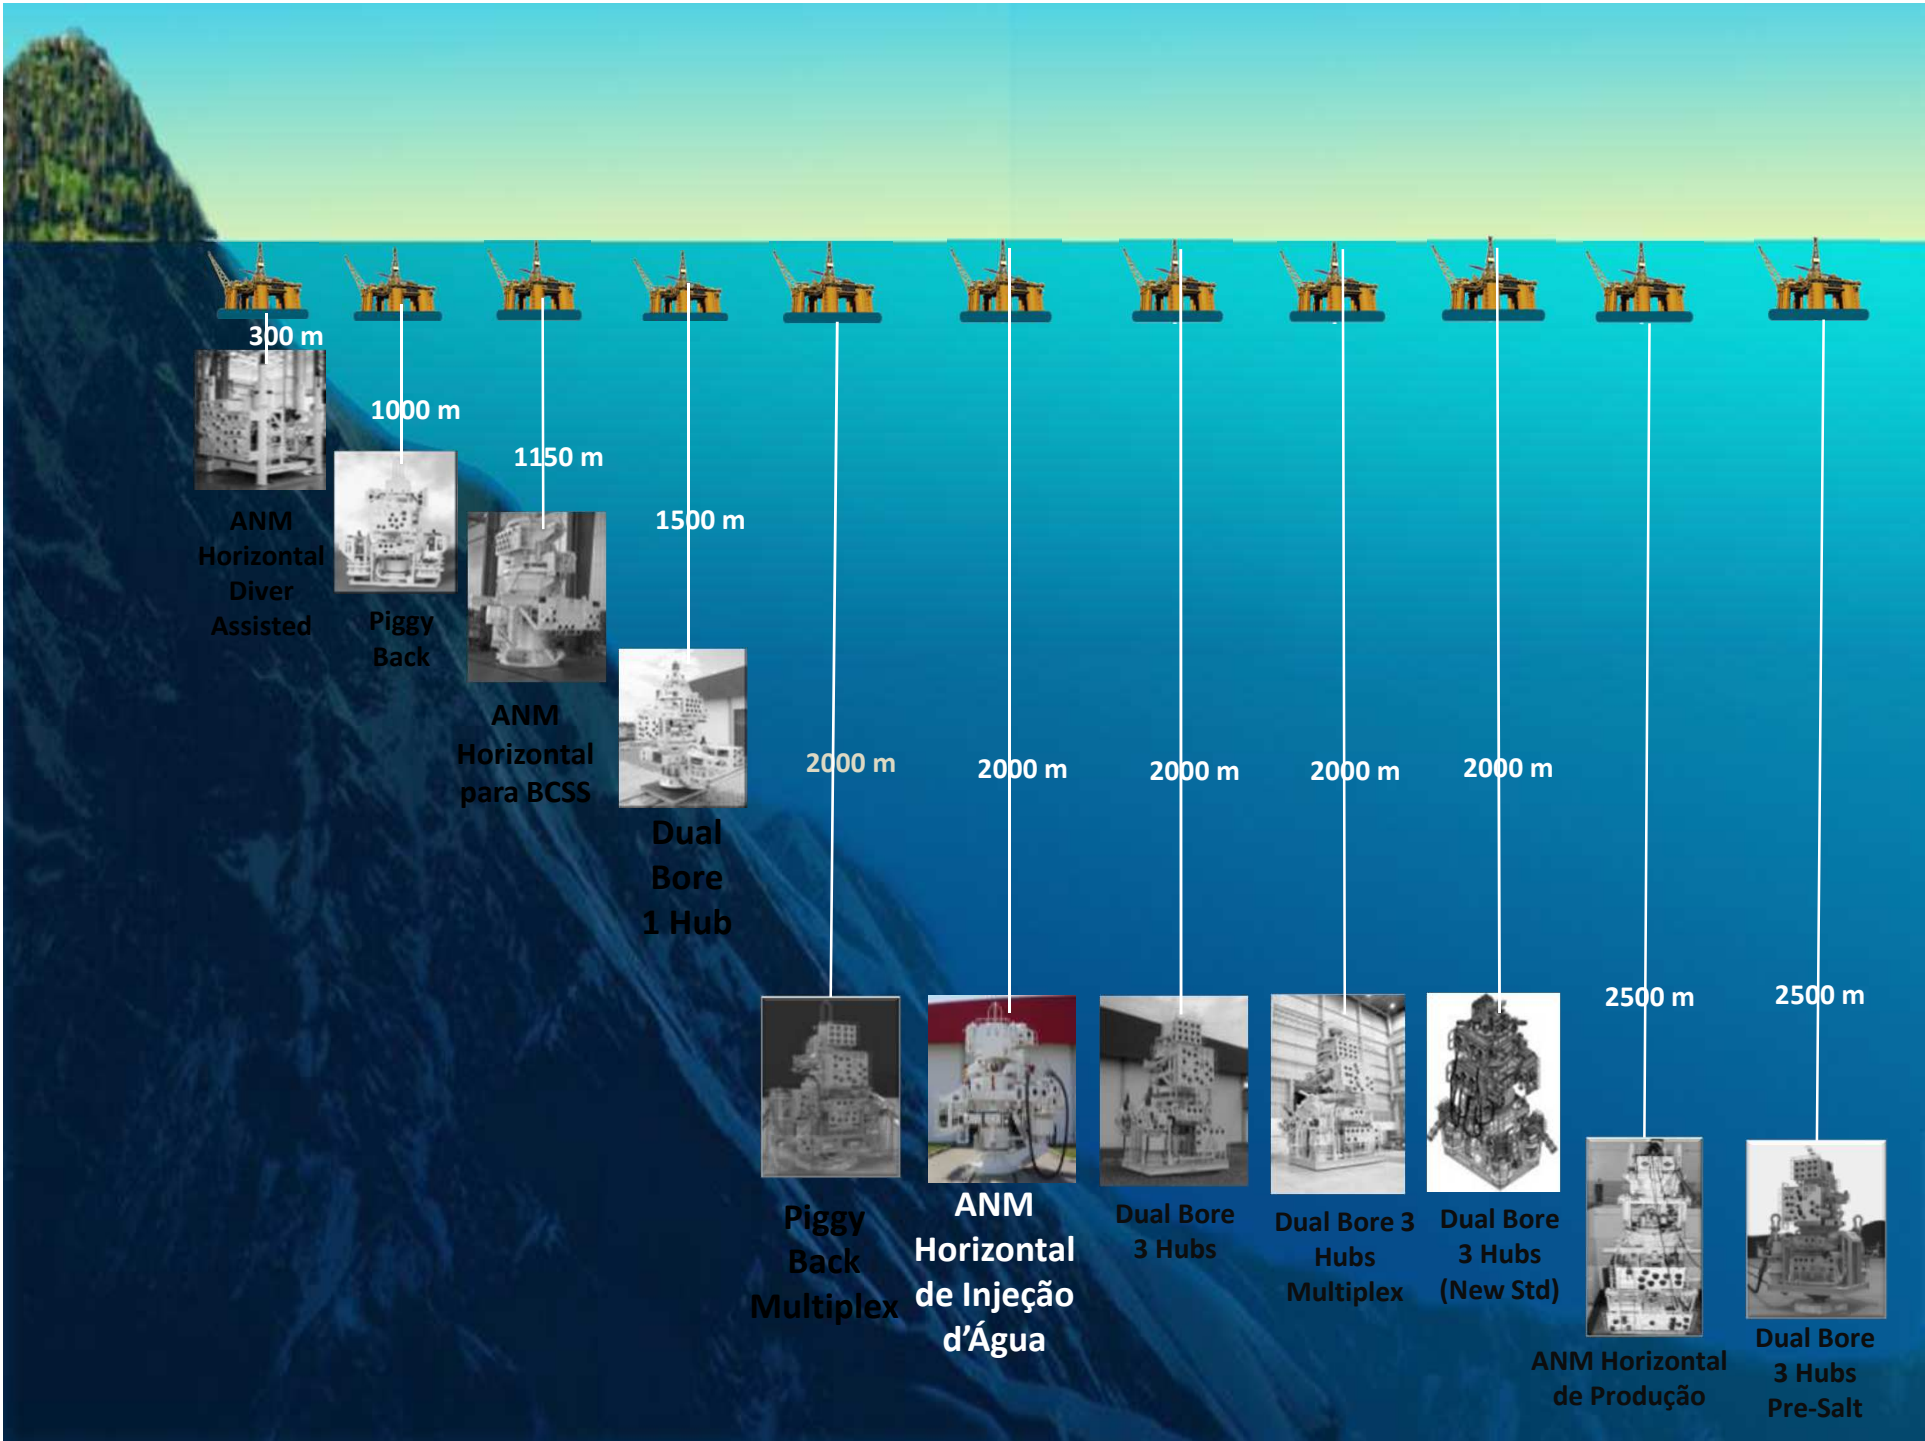 300 m
ANM
Horizontal
Diver
Assisted
1000 m
Piggy
Back
1150 m
ANM
Horizontal
para BCSS
1500 m
Dual
Bore
1 Hub
2000 m
Piggy
Back
Multiplex
2000 m
ANM
Horizontal
de Injeção
d’Água
2000 m
Dual Bore
3 Hubs
2000 m
Dual Bore 3
Hubs
Multiplex
2000 m
Dual Bore
3 Hubs
(New Std)
2500 m
ANM Horizontal
de Produção
2500 m
Dual Bore
3 Hubs
Pre-Salt